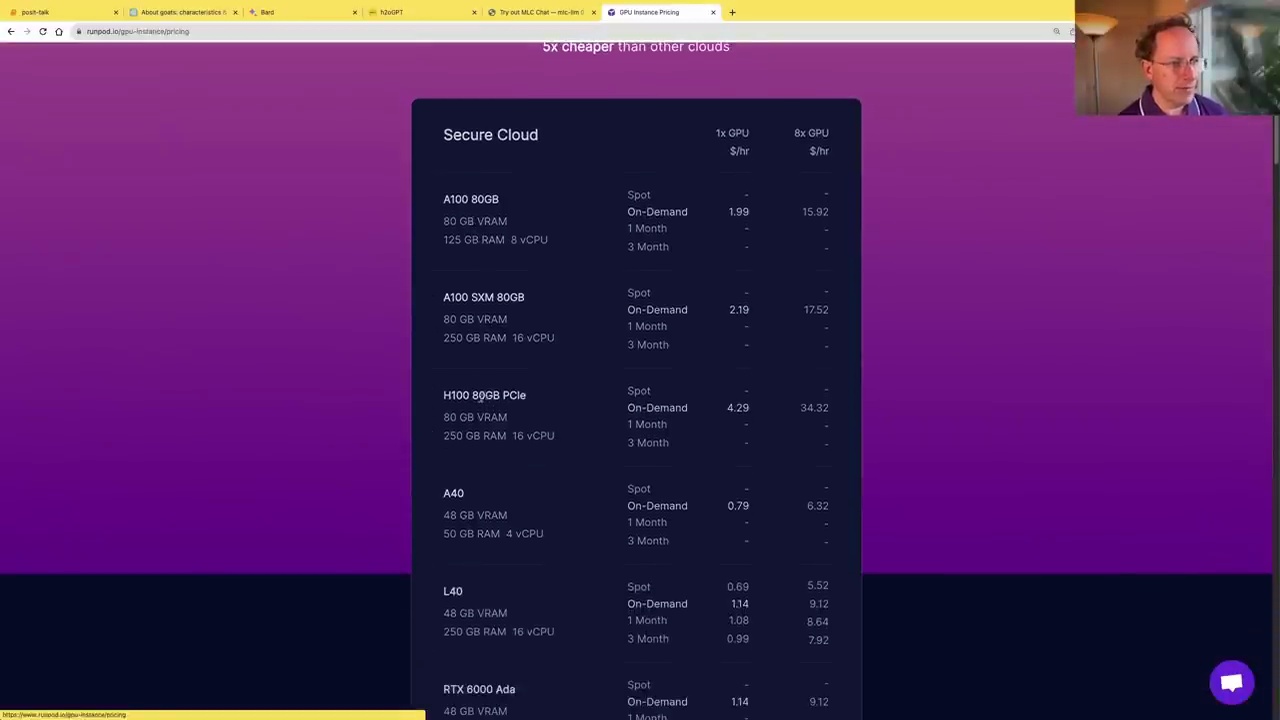 posit-talk
About goats: characteristics &
Bard
h2oGPT
Try out MLC Chat — mlc-llm 0
GPU Instance Pricing
runpod.io/gpu-instance/pricing
5x cheaper than other clouds
Secure Cloud
1x GPU
$/hr
8x GPU
$/hr
A100 80GB
80 GB VRAM
125 GB RAM 8 vCPU
Spot - -
On-Demand 1.99 15.92
1 Month - -
3 Month - -
A100 SXM 80GB
80 GB VRAM
250 GB RAM 16 vCPU
Spot - -
On-Demand 2.19 17.52
1 Month - -
3 Month - -
H100 80GB PCIe
80 GB VRAM
250 GB RAM 16 vCPU
Spot - -
On-Demand 4.29 34.32
1 Month - -
3 Month - -
A40
48 GB VRAM
50 GB RAM 4 vCPU
Spot - -
On-Demand 0.79 6.32
1 Month - -
3 Month - -
L40
48 GB VRAM
250 GB RAM 16 vCPU
Spot 0.69 5.52
On-Demand 1.14 9.12
1 Month 1.08 8.64
3 Month 0.99 7.92
RTX 6000 Ada
48 GB VRAM
Spot - -
On-Demand 1.14 9.12
1 Month -
https://www.runpod.io/gpu-instance/pricing